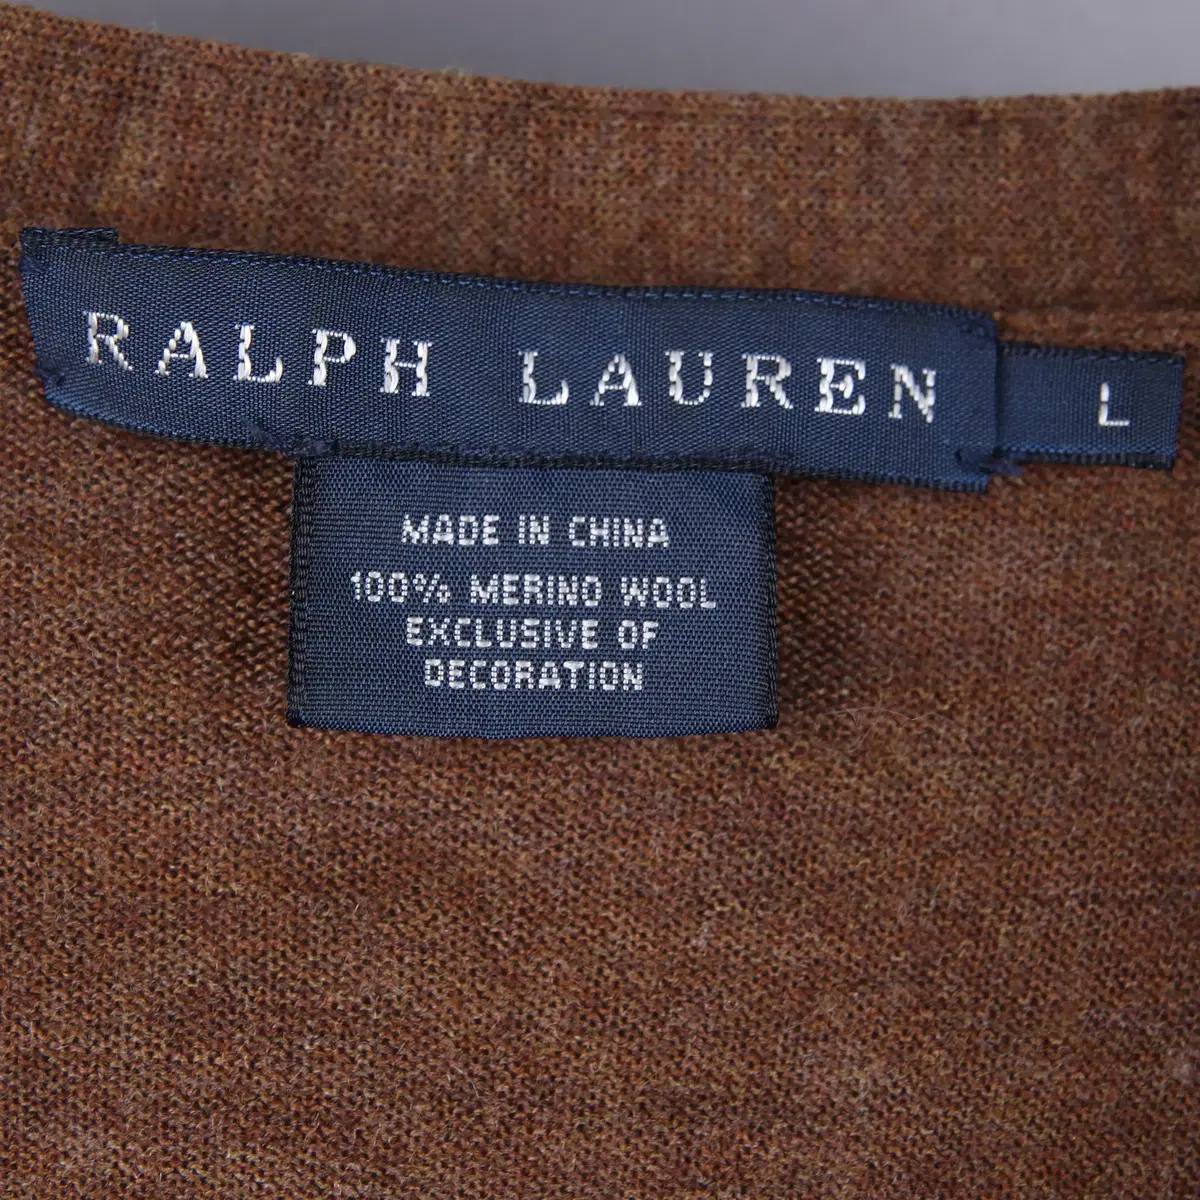 RALPH LAUREN
L
MADE IN CHINA
100% MERINO WOOL
EXCLUSIVE OF
DECORATION